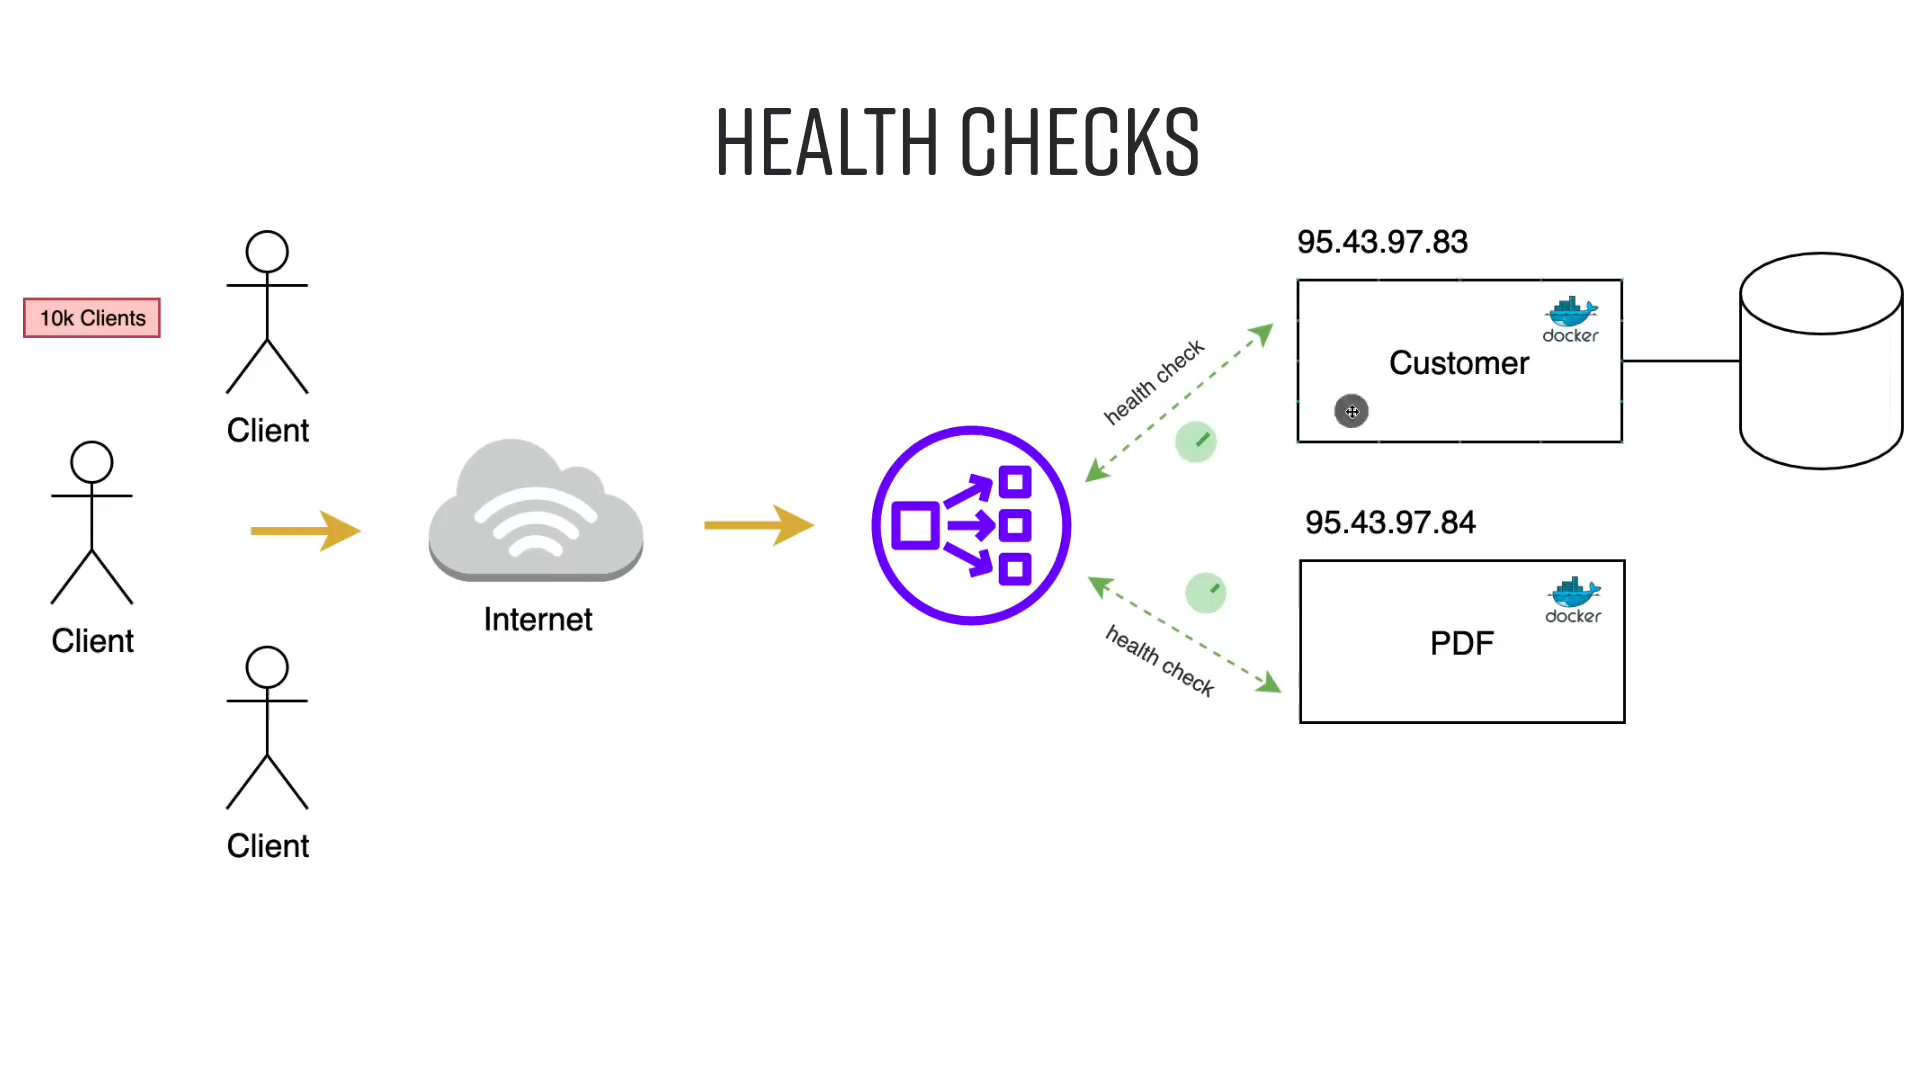 HEALTH CHECKS
95.43.97.83
10k Clients
docker
health check
Customer
Client
95.43.97.84
docker
Internet
health check
PDF
Client
Client